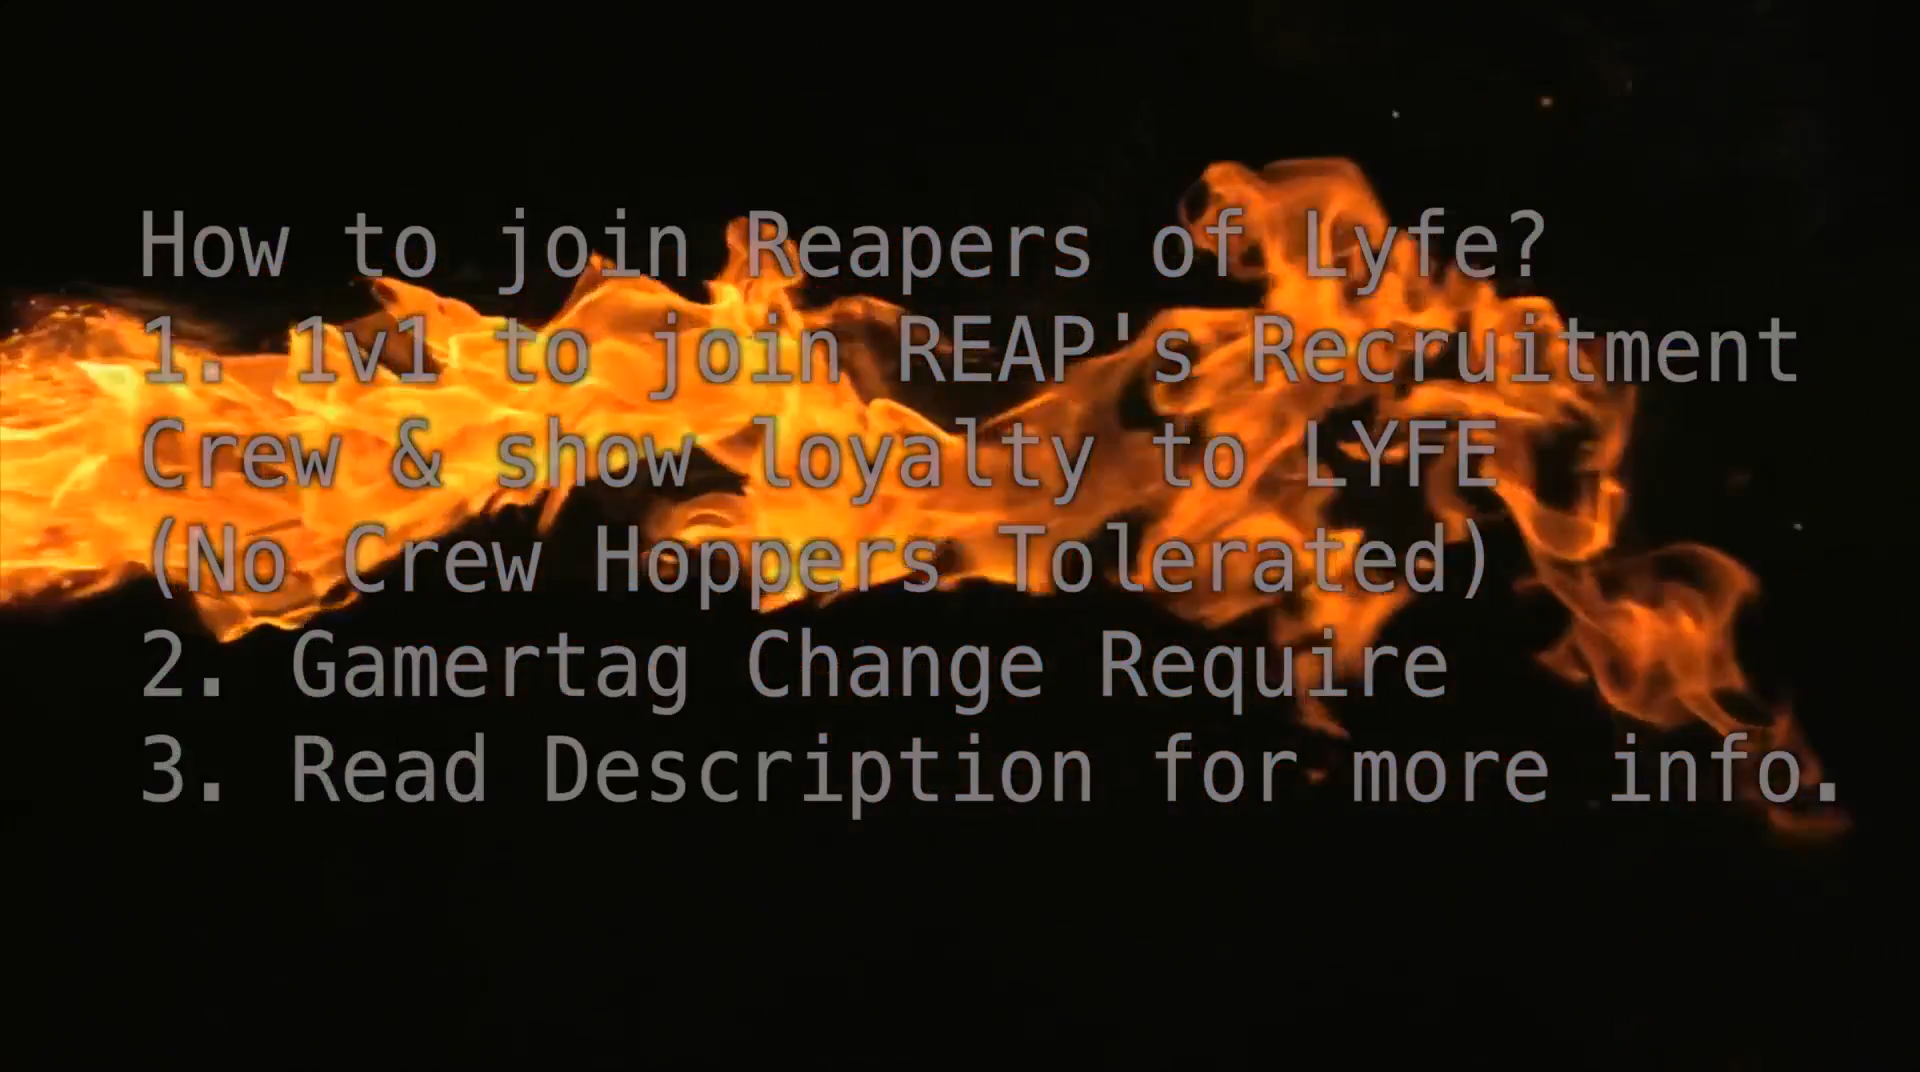 How to join Reapers of Lyfe?
1. 1v1 to join REAP's Recruitment
Crew & show loyalty to LYFE
(No Crew Hoppers Tolerated)
2. Gamertag Change Require
3. Read Description for more info.